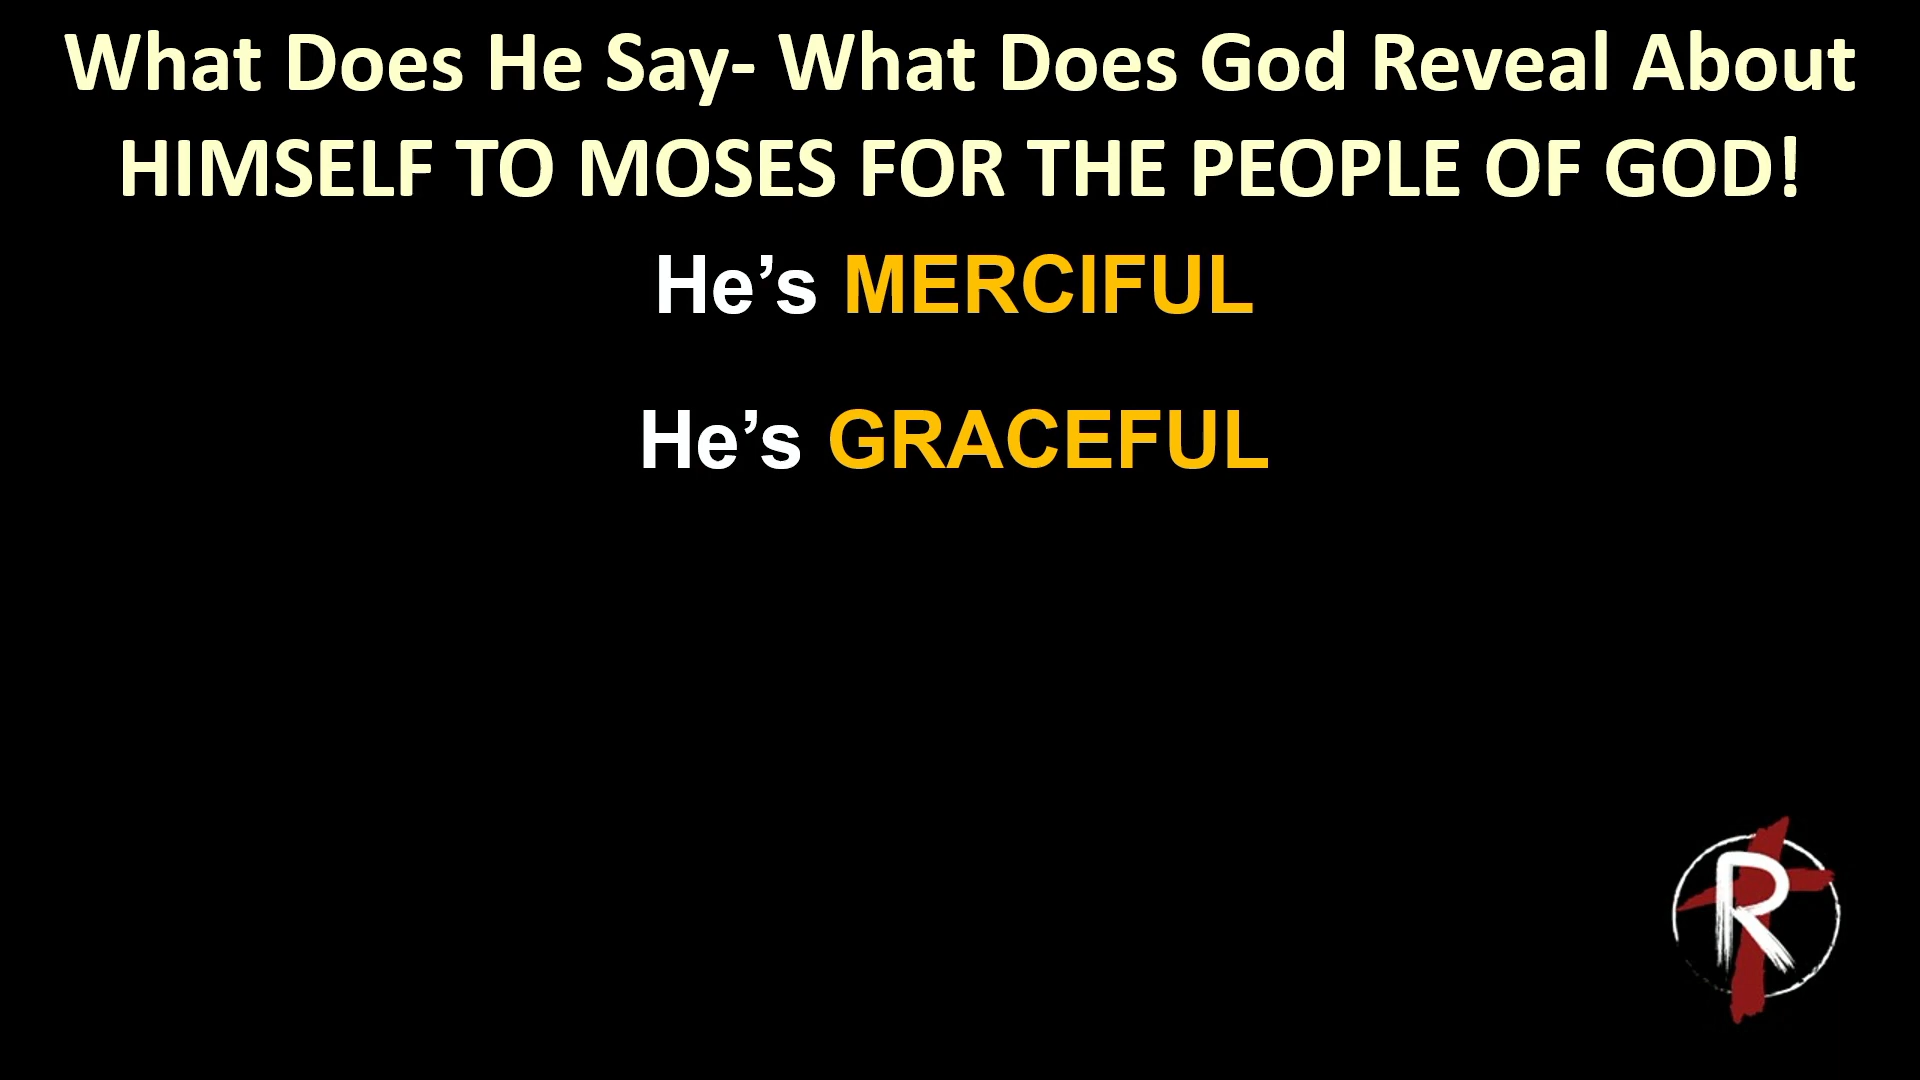 What Does He Say- What Does God Reveal About
HIMSELF TO MOSES FOR THE PEOPLE OF GOD!
He’s MERCIFUL
He’s GRACEFUL
R